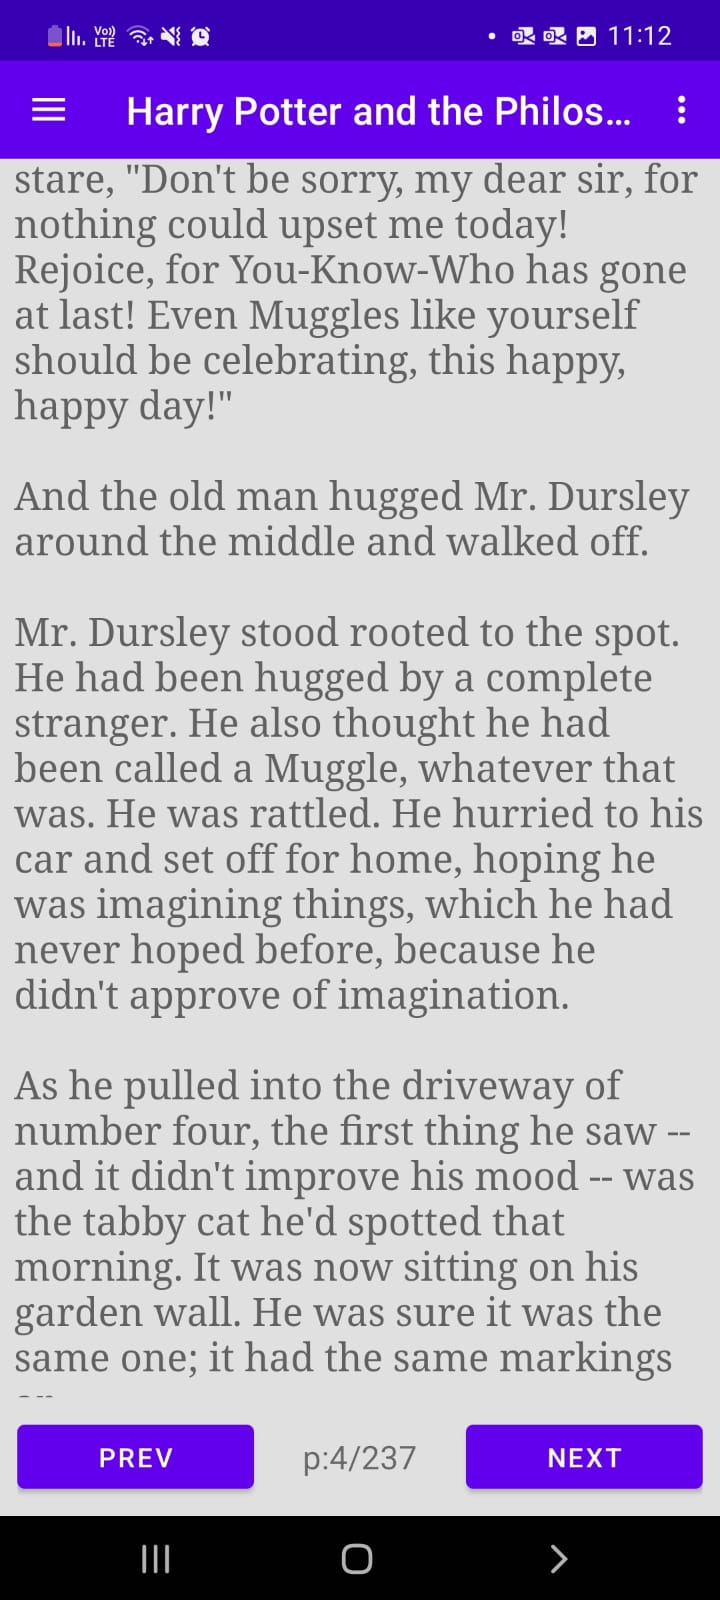 Vo)) LTE 11:12
Harry Potter and the Philos...
stare, "Don't be sorry, my dear sir, for
nothing could upset me today!
Rejoice, for You-Know-Who has gone
at last! Even Muggles like yourself
should be celebrating, this happy,
happy day!"
And the old man hugged Mr. Dursley
around the middle and walked off.
Mr. Dursley stood rooted to the spot.
He had been hugged by a complete
stranger. He also thought he had
been called a Muggle, whatever that
was. He was rattled. He hurried to his
car and set off for home, hoping he
was imagining things, which he had
never hoped before, because he
didn't approve of imagination.
As he pulled into the driveway of
number four, the first thing he saw --
and it didn't improve his mood -- was
the tabby cat he'd spotted that
morning. It was now sitting on his
garden wall. He was sure it was the
same one; it had the same markings
PREV p:4/237 NEXT